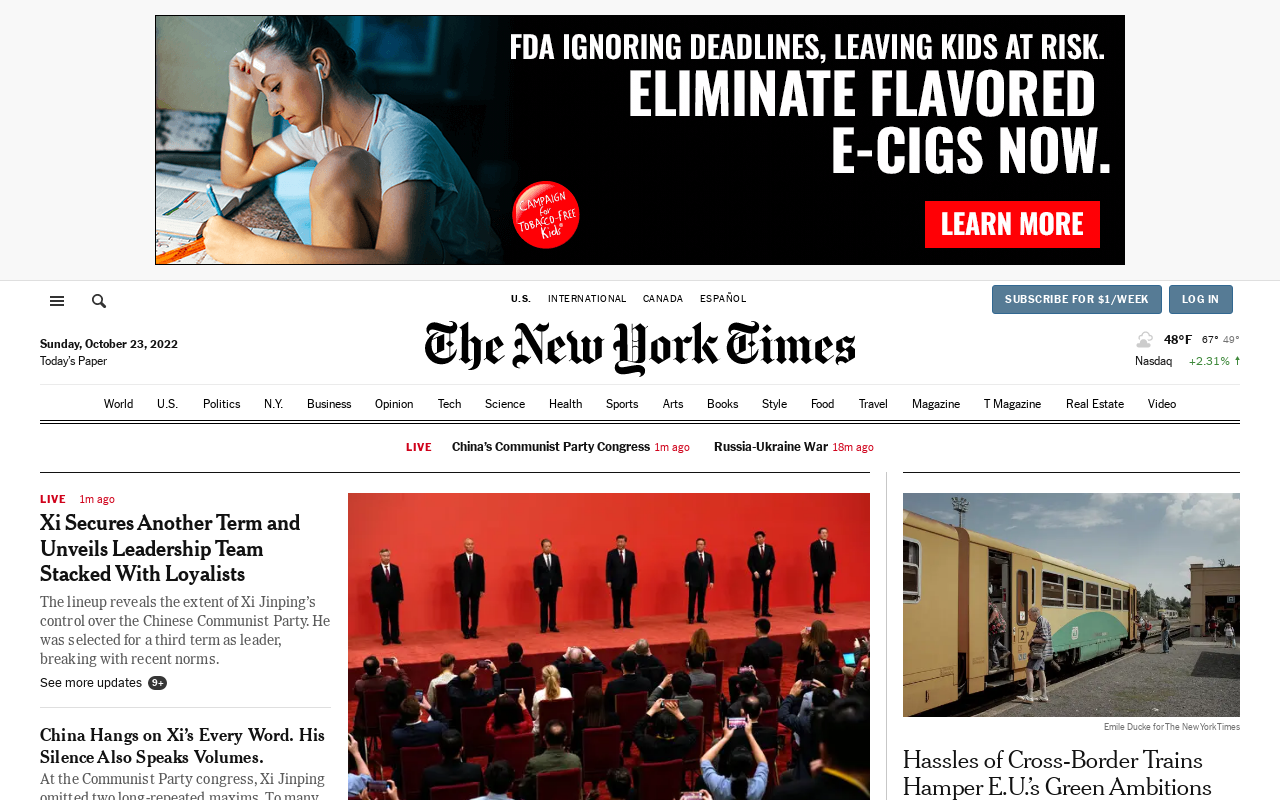 FDA IGNORING DEADLINES, LEAVING KIDS AT RISK.
ELIMINATE FLAVORED
E-CIGS NOW.
CAMPAIGN
for
TOBACCO-FREE
Kids®
LEARN MORE
U.S. INTERNATIONAL CANADA ESPAÑOL
SUBSCRIBE FOR $1/WEEK LOG IN
The New York Times
Sunday, October 23, 2022
Today's Paper
48°F 67° 49°
Nasdaq +2.31% ↑
World U.S. Politics N.Y. Business Opinion Tech Science Health Sports Arts Books Style Food Travel Magazine T Magazine Real Estate Video
LIVE China’s Communist Party Congress 1m ago Russia-Ukraine War 18m ago
LIVE 1m ago
Xi Secures Another Term and
Unveils Leadership Team
Stacked With Loyalists
The lineup reveals the extent of Xi Jinping’s
control over the Chinese Communist Party. He
was selected for a third term as leader,
breaking with recent norms.
See more updates 9+
China Hangs on Xi’s Every Word. His
Silence Also Speaks Volumes.
At the Communist Party congress, Xi Jinping
omitted two long-repeated maxims. To many
Emile Ducke for The New York Times
Hassles of Cross-Border Trains
Hamper E.U.’s Green Ambitions